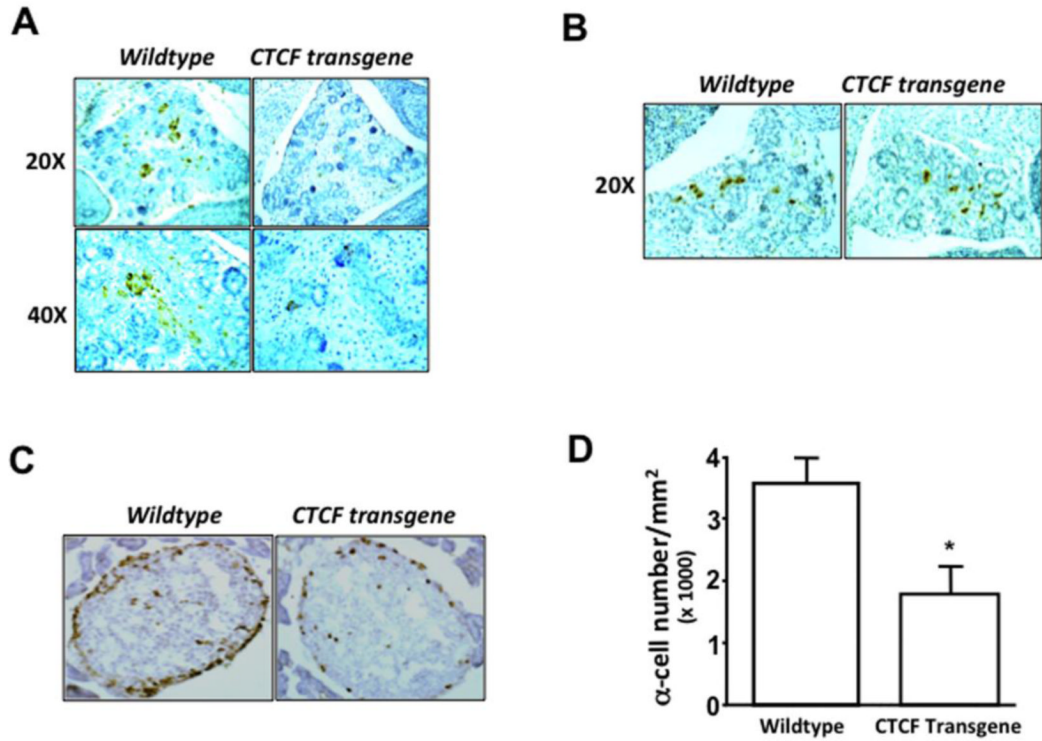 A
Wildtype CTCF transgene
20X
40X
B
Wildtype CTCF transgene
20X
C
Wildtype CTCF transgene
D
α-cell number/mm²
(x 1000)
4
3
2
1
0
*
Wildtype CTCF Transgene